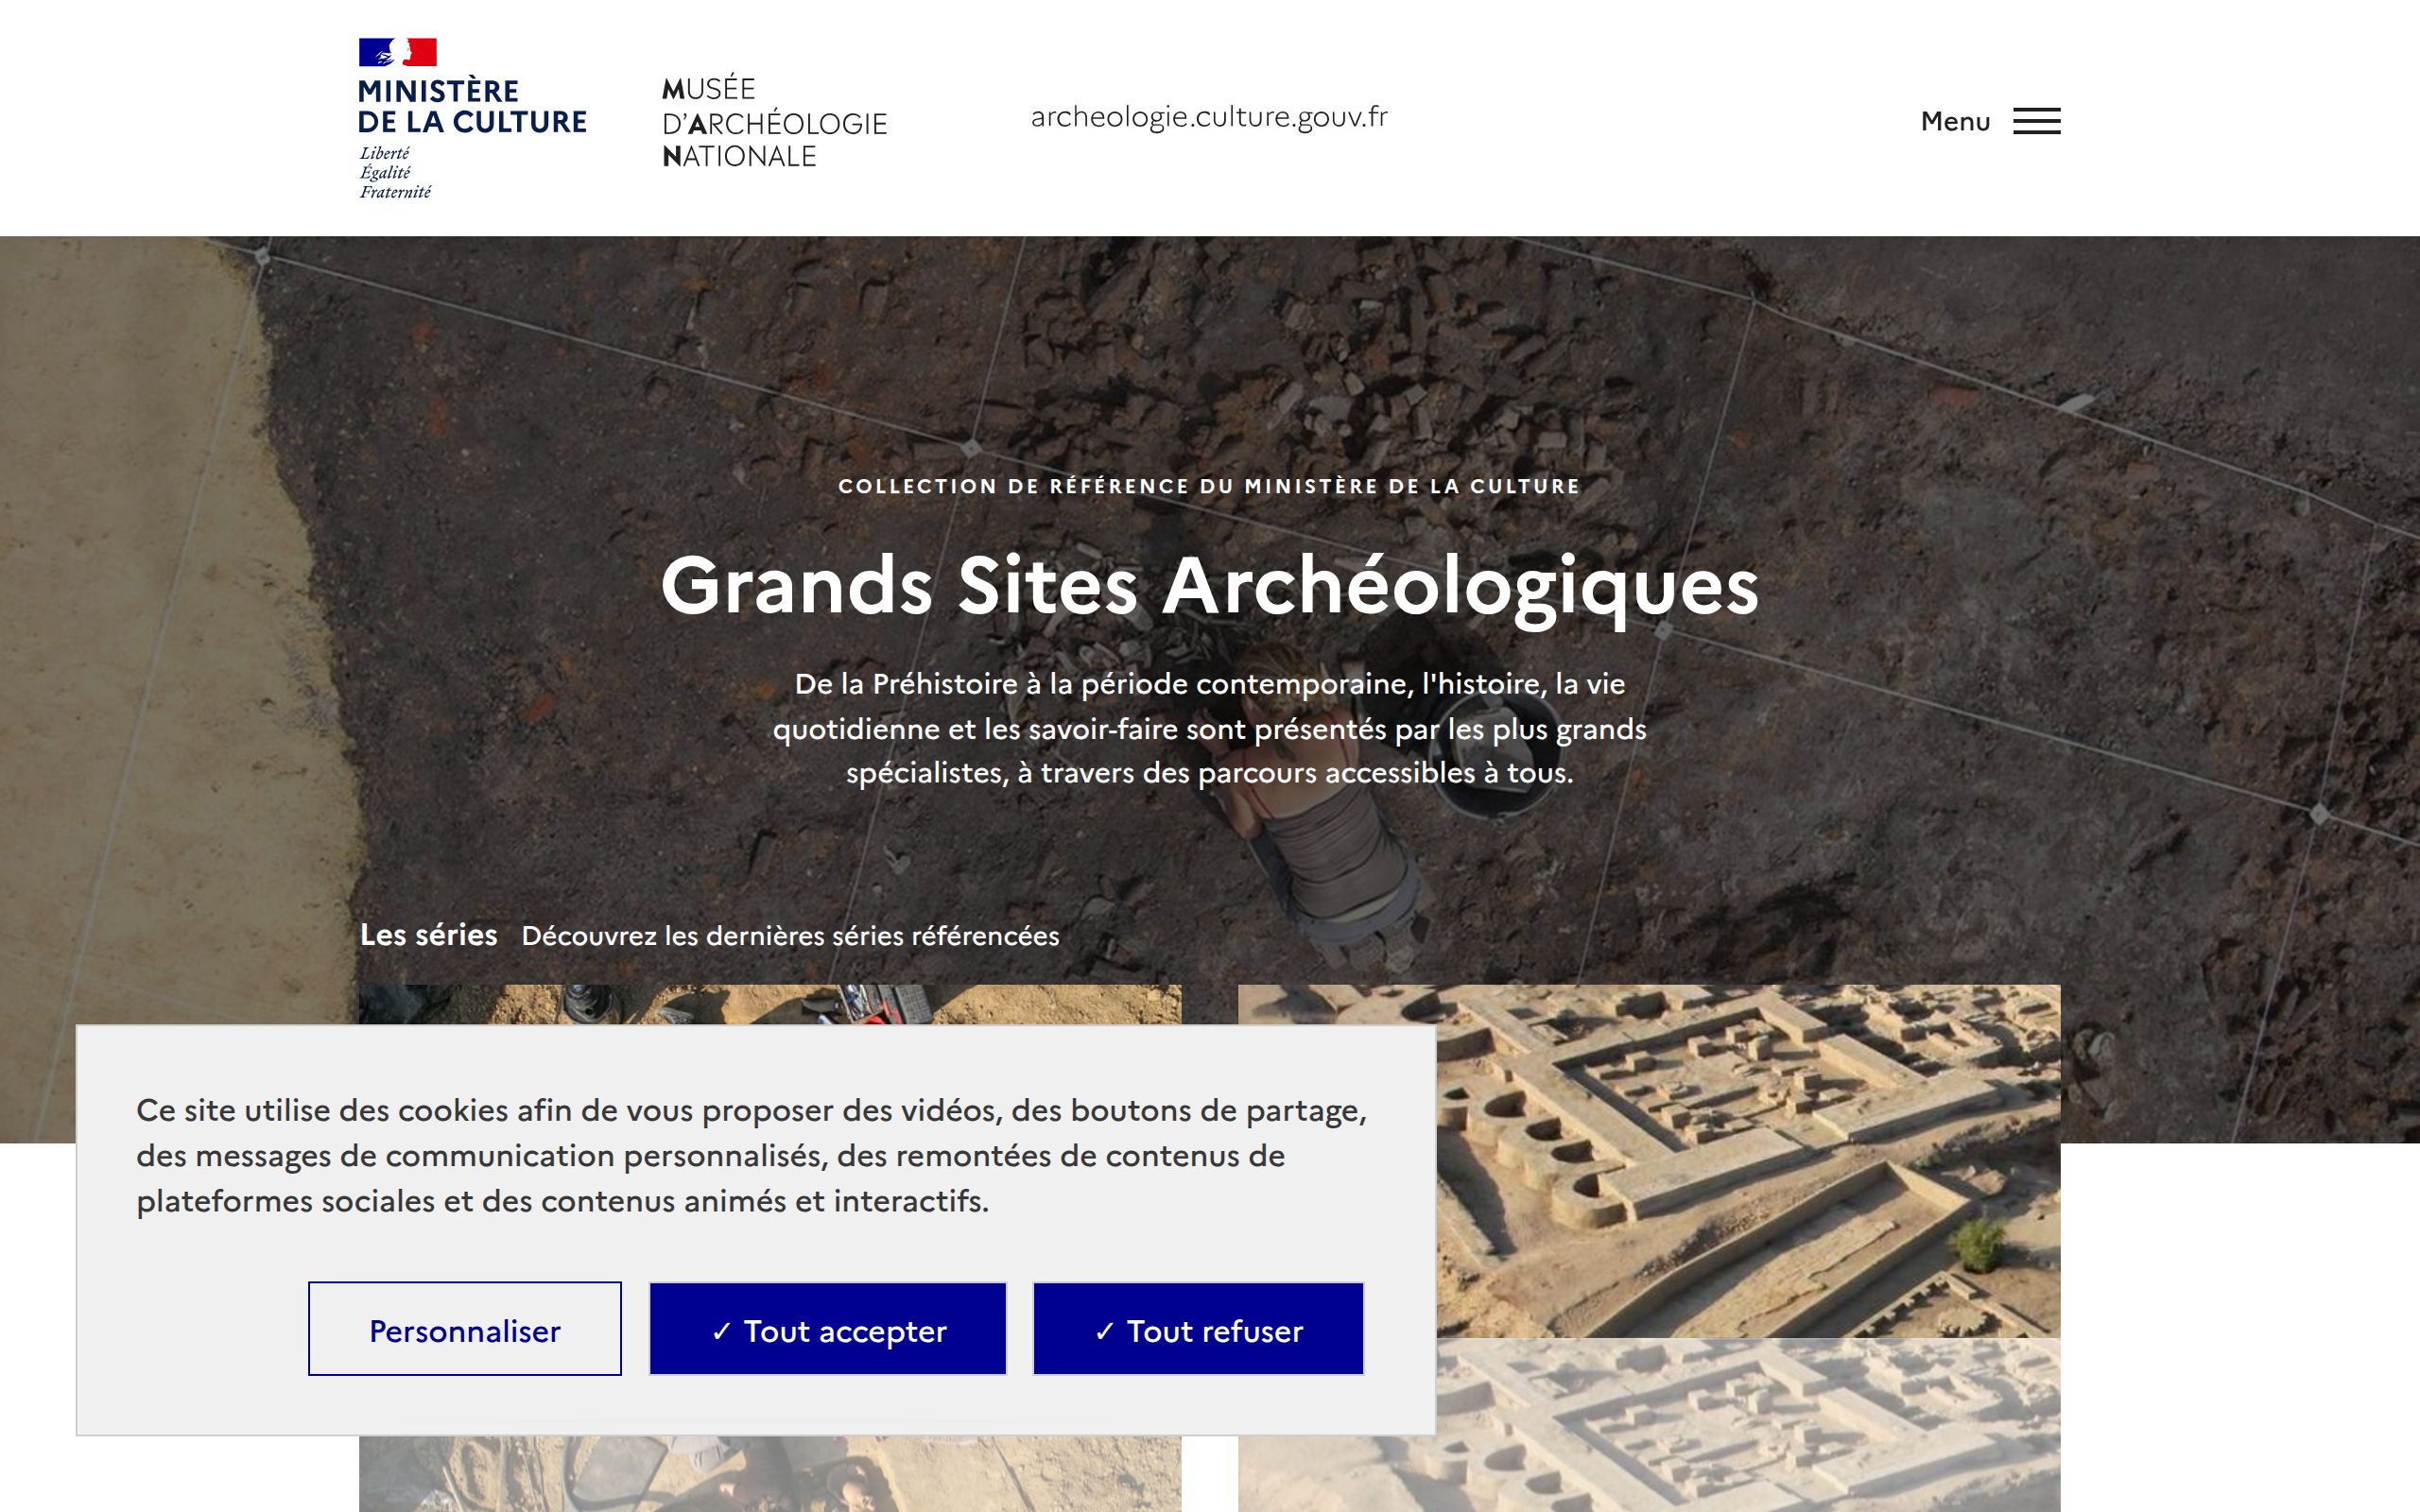 MINISTÈRE
DE LA CULTURE
Liberté
Égalité
Fraternité
MUSÉE
D'ARCHÉOLOGIE
NATIONALE
archeologie.culture.gouv.fr
Menu
COLLECTION DE RÉFÉRENCE DU MINISTÈRE DE LA CULTURE
Grands Sites Archéologiques
De la Préhistoire à la période contemporaine, l'histoire, la vie
quotidienne et les savoir-faire sont présentés par les plus grands
spécialistes, à travers des parcours accessibles à tous.
Les séries Découvrez les dernières séries référencées
Ce site utilise des cookies afin de vous proposer des vidéos, des boutons de partage,
des messages de communication personnalisés, des remontées de contenus de
plateformes sociales et des contenus animés et interactifs.
Personnaliser ✓ Tout accepter ✓ Tout refuser